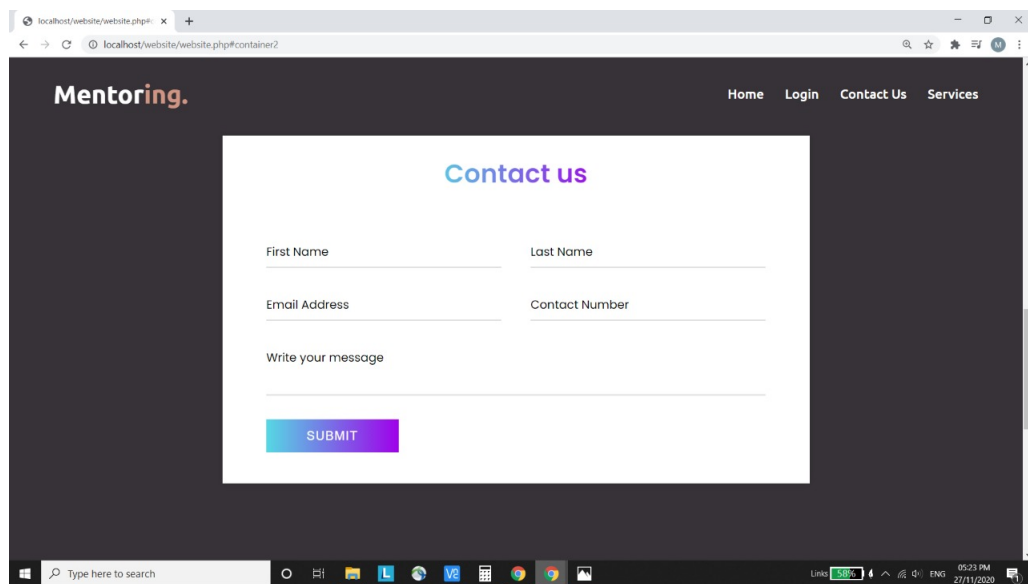 localhost/website/website.php#c
localhost/website/website.php#container2
M
Mentoring.
Home Login Contact Us Services
Contact us
First Name Last Name
Email Address Contact Number
Write your message
SUBMIT
Type here to search
L
V2
Links 58% ENG
05:23 PM
27/11/2020